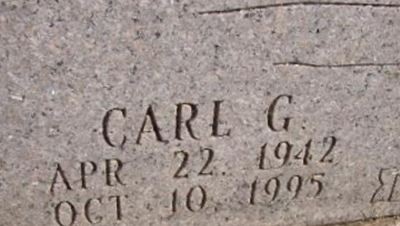 CARL G.
APR. 22, 1942
OCT. 10, 1995